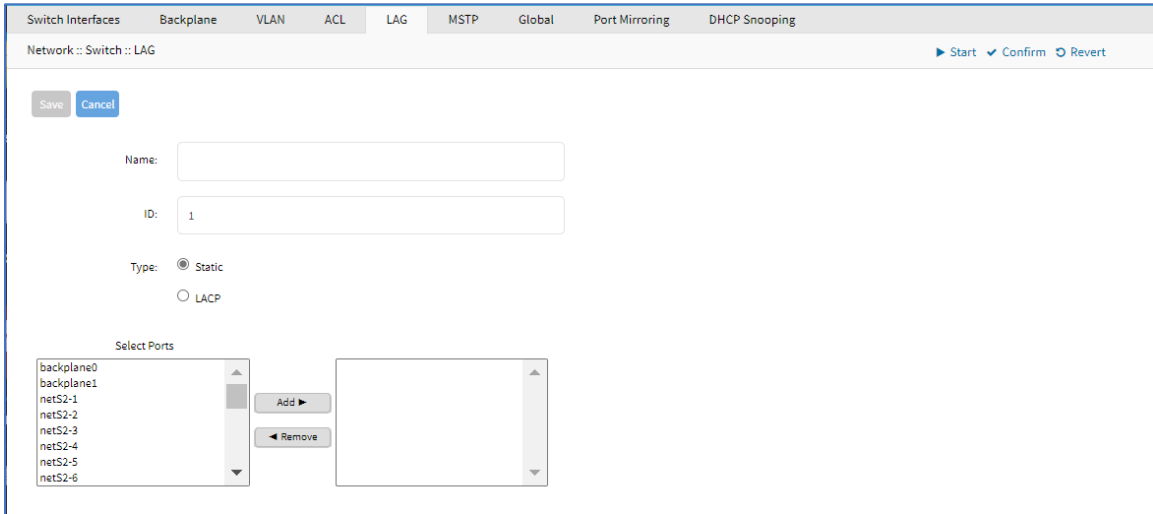 Switch Interfaces Backplane VLAN ACL LAG MSTP Global Port Mirroring DHCP Snooping
Network :: Switch :: LAG
Start Confirm Revert
Save Cancel
Name:
ID: 1
Type: Static
LACP
Select Ports
backplane0
backplane1
netS2-1
netS2-2
netS2-3
netS2-4
netS2-5
netS2-6
Add ►
◄ Remove